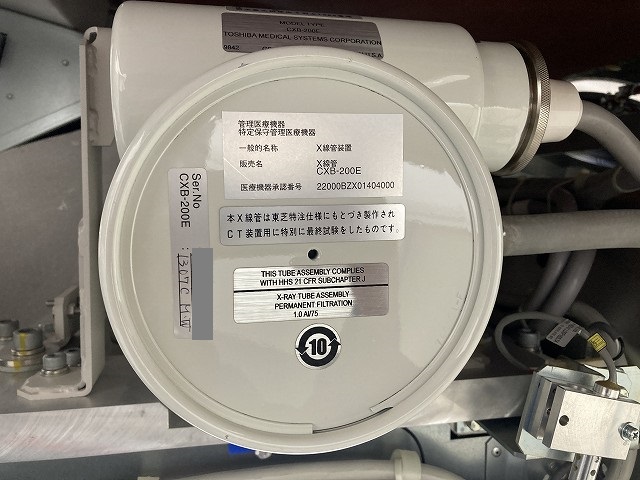 MODEL TYPE
CXB-200E
TOSHIBA MEDICAL SYSTEMS CORPORATION
管理医療機器
特定保守管理医療機器
一般的名称 X線管装置
販売名 X線管
CXB-200E
医療機器承認番号 22000BZX01404000
本X線管は東芝特注仕様にもとづき製作され
CT装置用に特別に最終試験をしたものです。
THIS TUBE ASSEMBLY COMPLIES
WITH HHS 21 CFR SUBCHAPTER J
X-RAY TUBE ASSEMBLY
PERMANENT FILTRATION
1.0 Al/75
10
Ser.No
CXB-200E